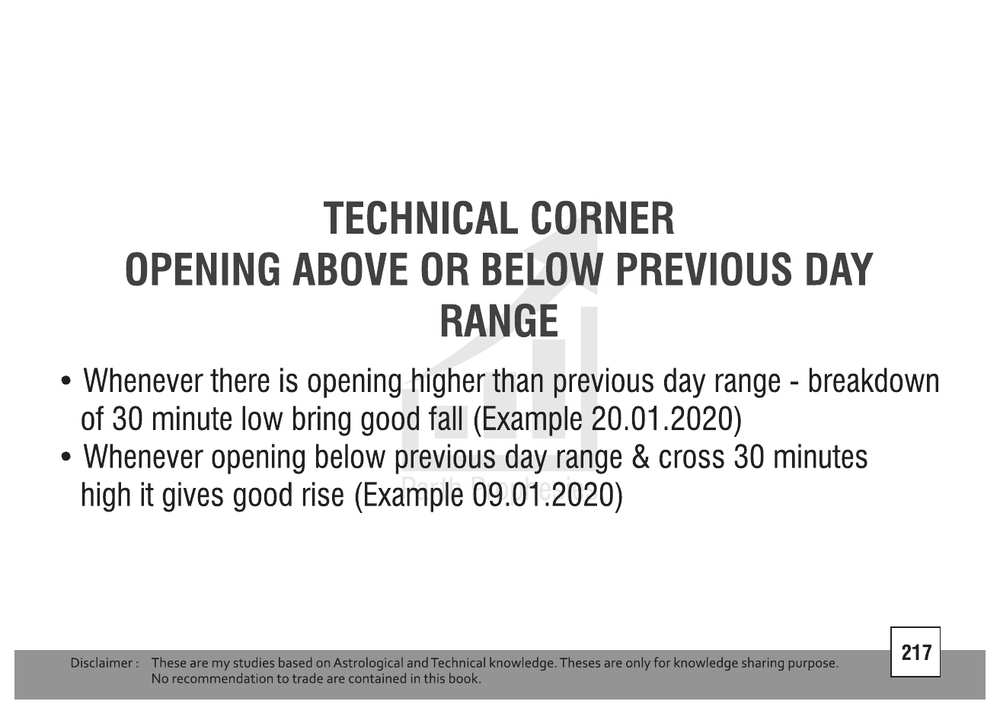 TECHNICAL CORNER
OPENING ABOVE OR BELOW PREVIOUS DAY
RANGE
• Whenever there is opening higher than previous day range - breakdown
of 30 minute low bring good fall (Example 20.01.2020)
• Whenever opening below previous day range & cross 30 minutes
high it gives good rise (Example 09.01.2020)
Disclaimer : These are my studies based on Astrological and Technical knowledge. Theses are only for knowledge sharing purpose.
No recommendation to trade are contained in this book.
217